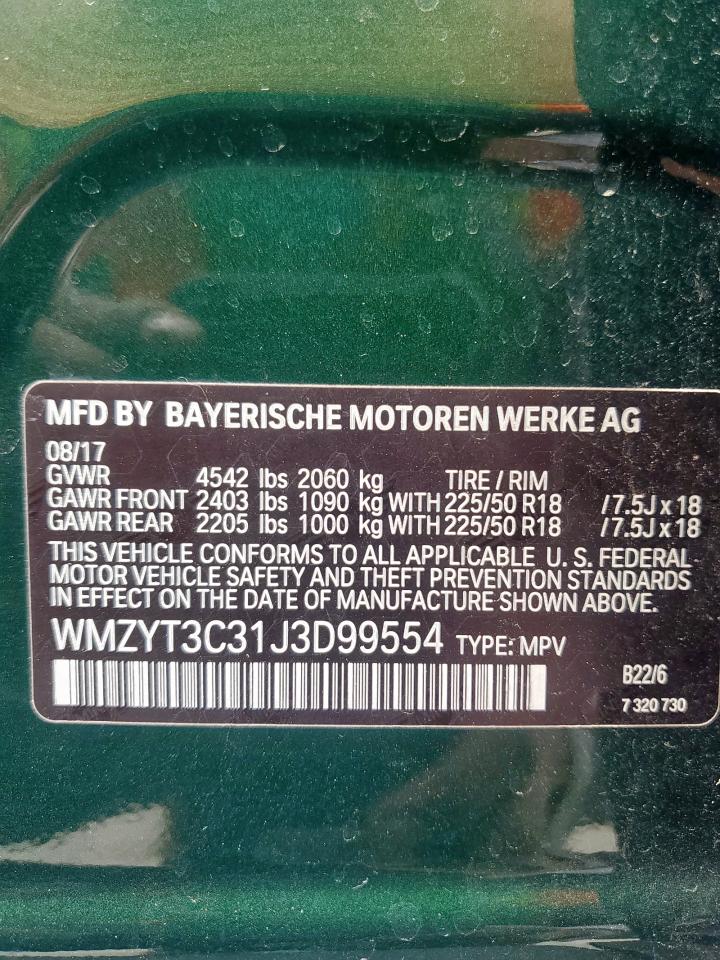 MFD BY BAYERISCHE MOTOREN WERKE AG
08/17
GVWR 4542 lbs 2060 kg TIRE / RIM
GAWR FRONT 2403 lbs 1090 kg WITH 225/50 R18 / 7.5J x 18
GAWR REAR 2205 lbs 1000 kg WITH 225/50 R18 / 7.5J x 18
THIS VEHICLE CONFORMS TO ALL APPLICABLE U. S. FEDERAL
MOTOR VEHICLE SAFETY AND THEFT PREVENTION STANDARDS
IN EFFECT ON THE DATE OF MANUFACTURE SHOWN ABOVE.
WMZYT3C31J3D99554 TYPE: MPV
B22/6
7 320 730